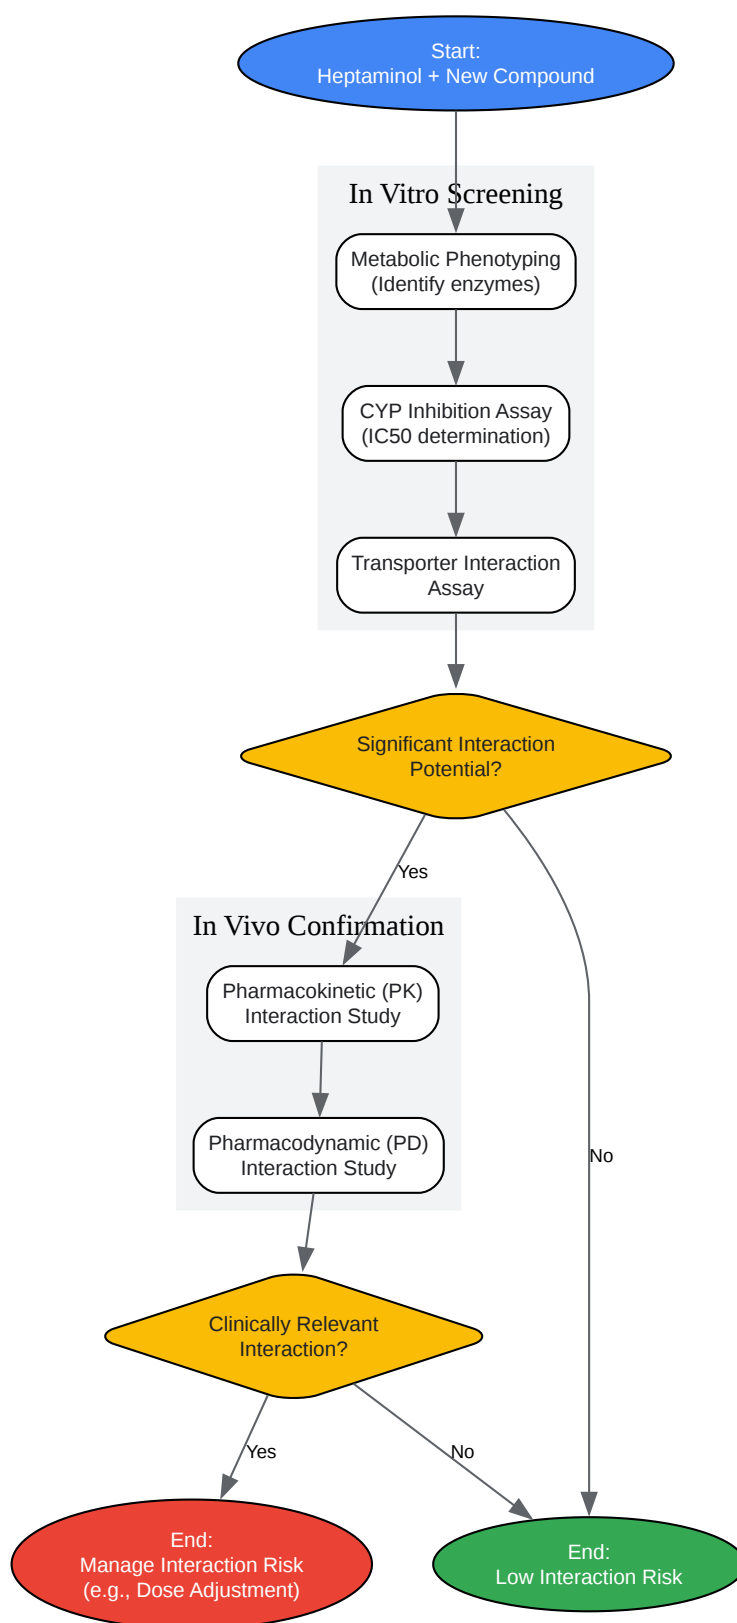 Start:
Heptaminol + New Compound
In Vitro Screening
Metabolic Phenotyping
(Identify enzymes)
CYP Inhibition Assay
(IC50 determination)
Transporter Interaction
Assay
Significant Interaction
Potential?
Yes
In Vivo Confirmation
Pharmacokinetic (PK)
Interaction Study
Pharmacodynamic (PD)
Interaction Study
No
Clinically Relevant
Interaction?
Yes
No
End:
Manage Interaction Risk
(e.g., Dose Adjustment)
End:
Low Interaction Risk